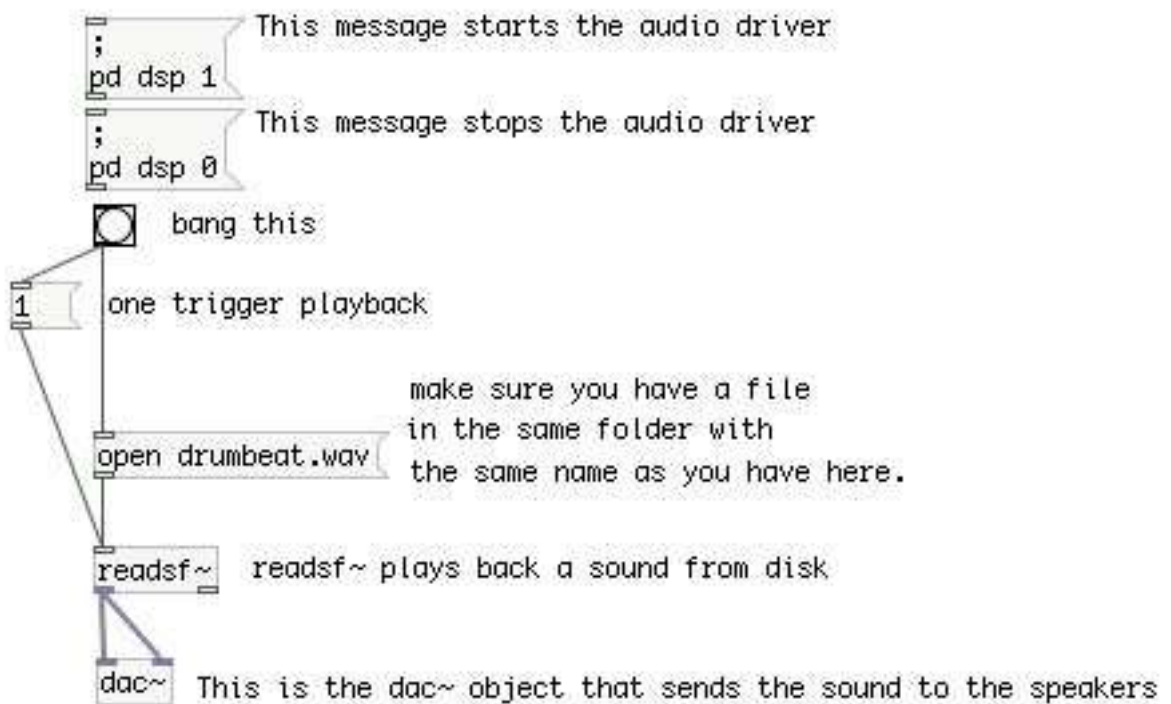 ;
pd dsp 1
This message starts the audio driver
;
pd dsp 0
This message stops the audio driver
bang this
1
one trigger playback
make sure you have a file
in the same folder with
the same name as you have here.
open drumbeat.wav
readsf~
readsf~ plays back a sound from disk
dac~
This is the dac~ object that sends the sound to the speakers